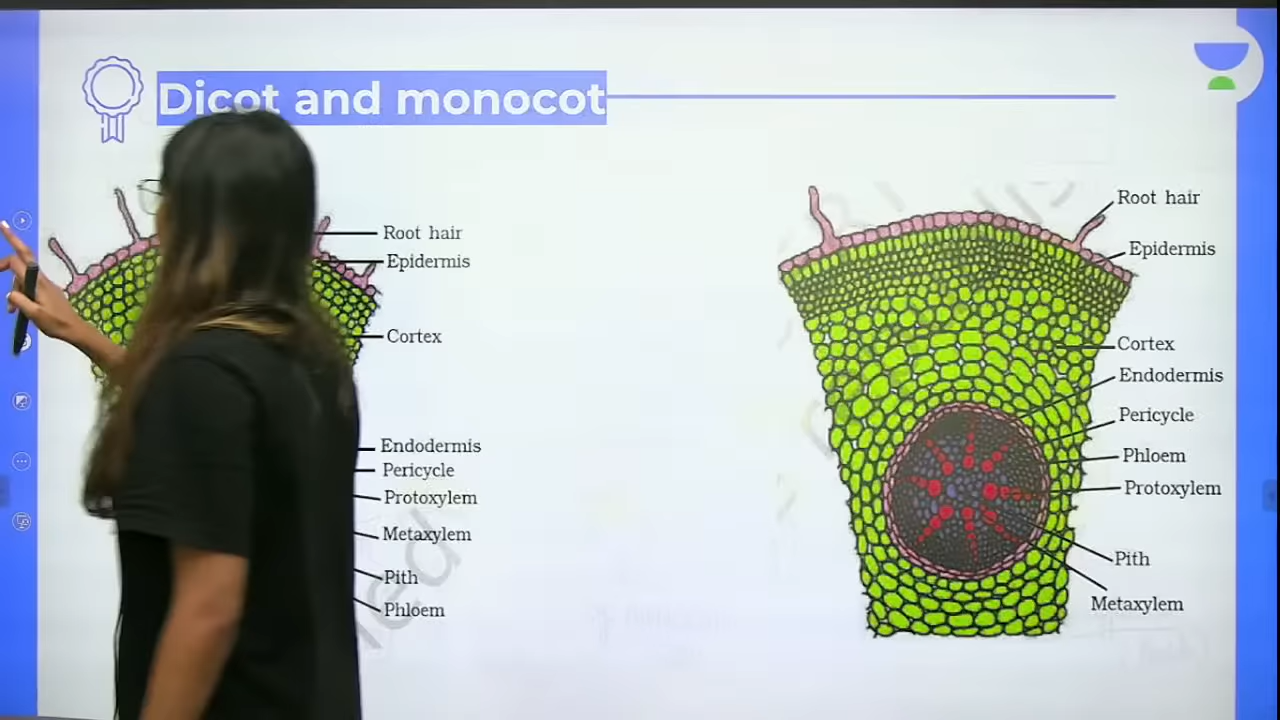 Dicot and monocot
Root hair
Epidermis
Cortex
Endodermis
Pericycle
Protoxylem
Metaxylem
Pith
Phloem
Root hair
Epidermis
Cortex
Endodermis
Pericycle
Phloem
Protoxylem
Pith
Metaxylem